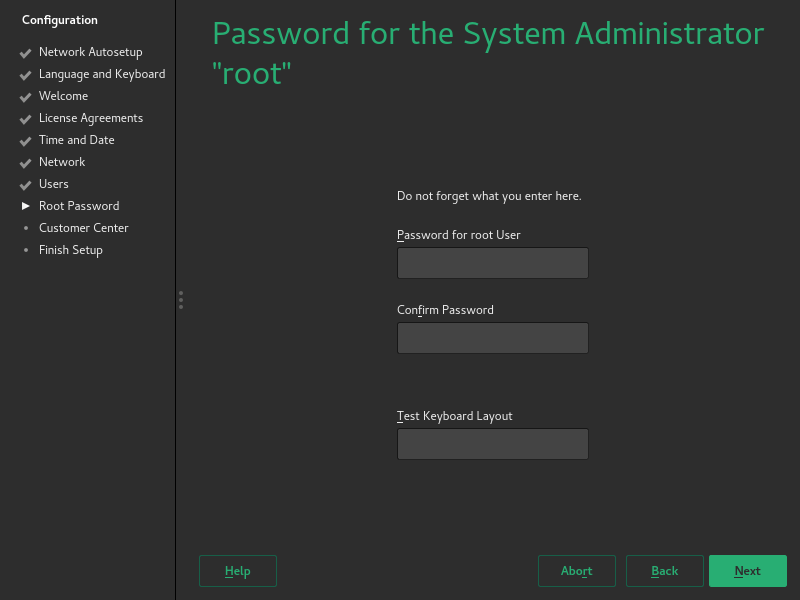 Configuration
Network Autosetup
Language and Keyboard
Welcome
License Agreements
Time and Date
Network
Users
Root Password
Customer Center
Finish Setup
Password for the System Administrator
"root"
Do not forget what you enter here.
Password for root User
Confirm Password
Test Keyboard Layout
Help
Abort
Back
Next